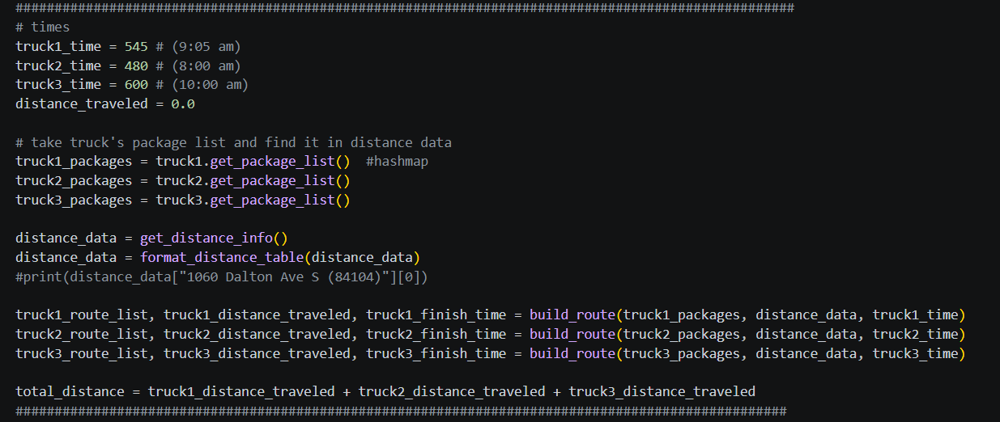 ####################################################################################################
# times
truck1_time = 545 # (9:05 am)
truck2_time = 480 # (8:00 am)
truck3_time = 600 # (10:00 am)
distance_traveled = 0.0
# take truck's package list and find it in distance data
truck1_packages = truck1.get_package_list()  #hashmap
truck2_packages = truck2.get_package_list()
truck3_packages = truck3.get_package_list()
distance_data = get_distance_info()
distance_data = format_distance_table(distance_data)
#print(distance_data["1060 Dalton Ave S (84104)"][0])
truck1_route_list, truck1_distance_traveled, truck1_finish_time = build_route(truck1_packages, distance_data, truck1_time)
truck2_route_list, truck2_distance_traveled, truck2_finish_time = build_route(truck2_packages, distance_data, truck2_time)
truck3_route_list, truck3_distance_traveled, truck3_finish_time = build_route(truck3_packages, distance_data, truck3_time)
total_distance = truck1_distance_traveled + truck2_distance_traveled + truck3_distance_traveled
###################################################################################################